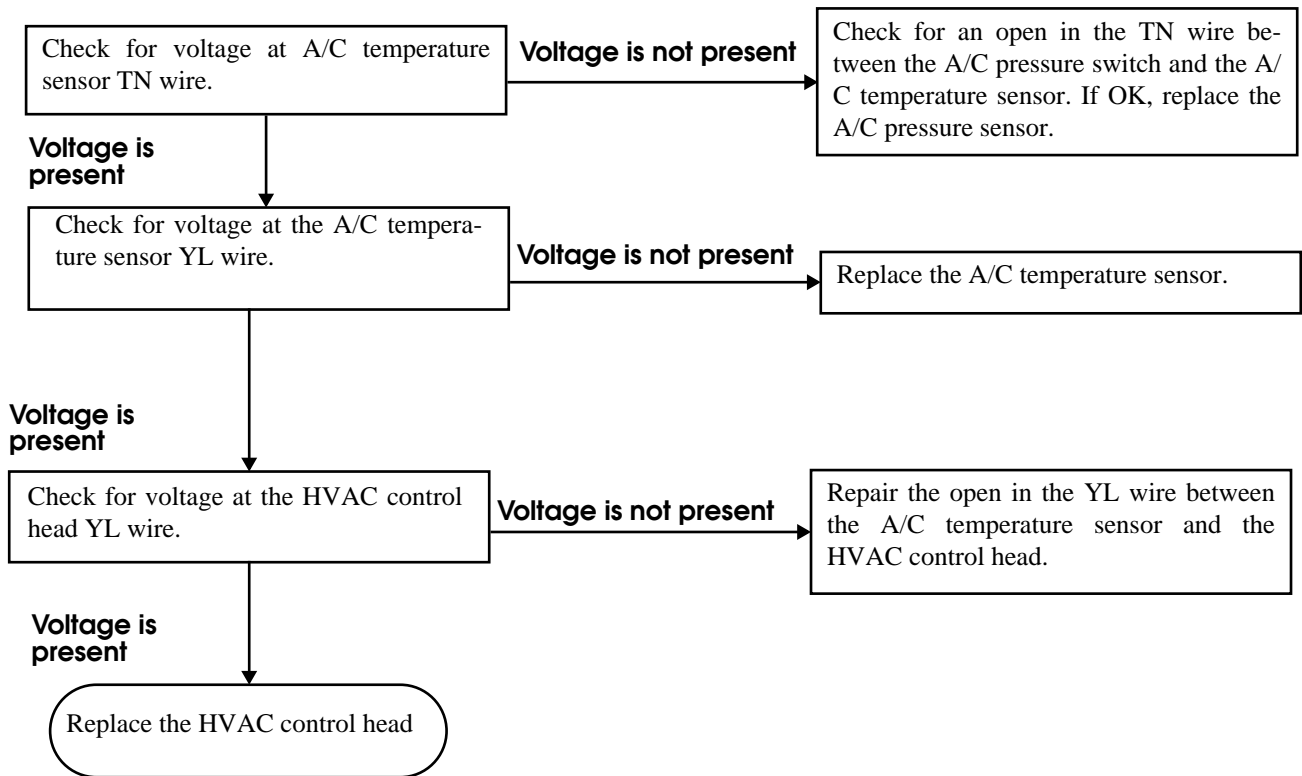 Check for voltage at A/C temperature
sensor TN wire.
Voltage is not present
Check for an open in the TN wire be-
tween the A/C pressure switch and the A/
C temperature sensor. If OK, replace the
A/C pressure sensor.
Voltage is
present
Check for voltage at the A/C tempera-
ture sensor YL wire.
Voltage is not present
Replace the A/C temperature sensor.
Voltage is
present
Check for voltage at the HVAC control
head YL wire.
Voltage is not present
Repair the open in the YL wire between
the A/C temperature sensor and the
HVAC control head.
Voltage is
present
Replace the HVAC control head